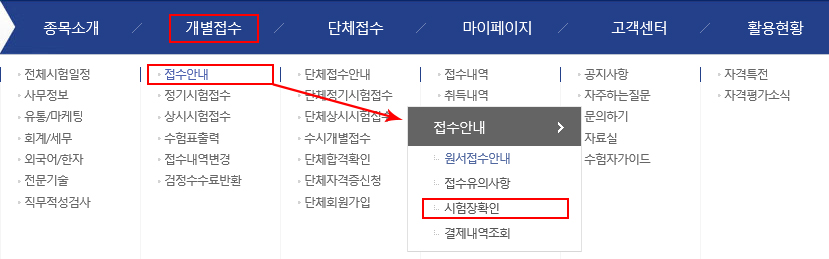 종목소개 / 개별접수 / 단체접수 / 마이페이지 / 고객센터 / 활용현황
전체시험일정
사무정보
유통/마케팅
회계/세무
외국어/한자
전문기술
직무적성검사
접수안내
정기시험접수
상시시험접수
수험표출력
접수내역변경
검정수수료반환
단체접수안내
단체정기시험접수
단체상시시험접수
수시개별접수
단체합격확인
단체자격증신청
단체회원가입
접수내역
취득내역
공지사항
자주하는질문
문의하기
자료실
수험자가이드
자격특전
자격평가소식
접수안내
원서접수안내
접수유의사항
시험장확인
결제내역조회